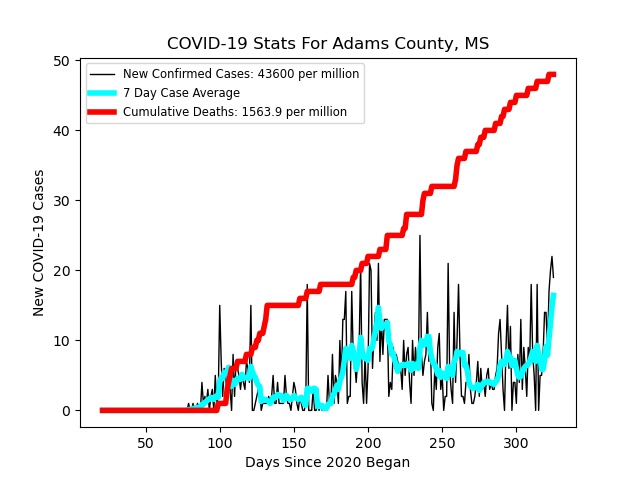 COVID-19 Stats For Adams County, MS
New Confirmed Cases: 43600 per million
7 Day Case Average
Cumulative Deaths: 1563.9 per million
New COVID-19 Cases
50
40
30
20
10
0
50 100 150 200 250 300
Days Since 2020 Began